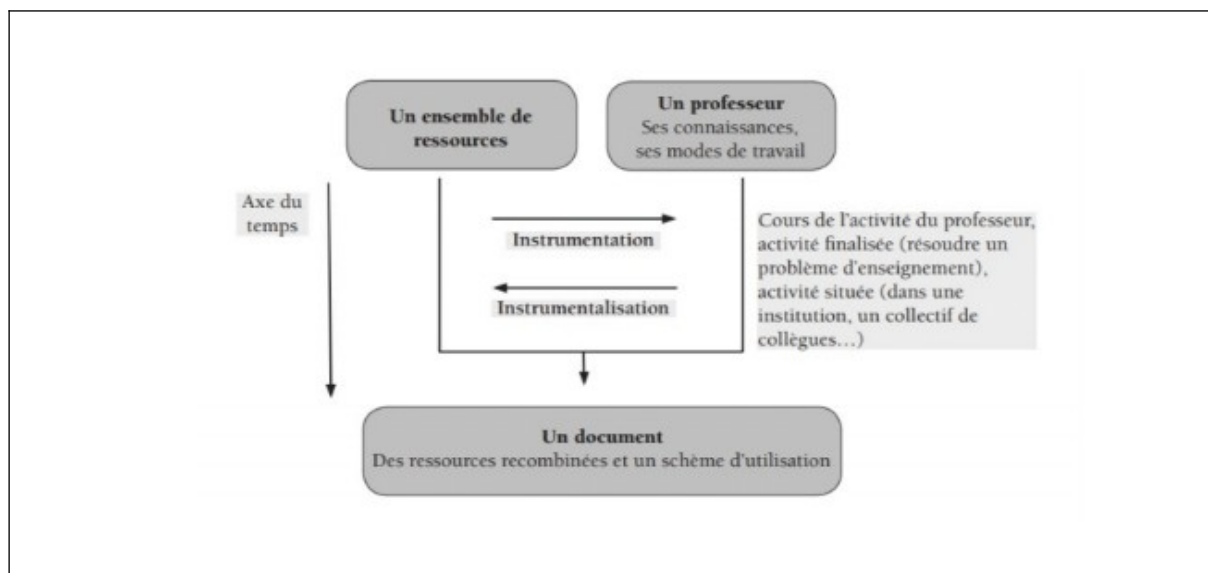 Un ensemble de
ressources
Un professeur
Ses connaissances,
ses modes de travail
Axe du
temps
Instrumentation
Instrumentalisation
Cours de l'activité du professeur,
activité finalisée (résoudre un
problème d'enseignement),
activité située (dans une
institution, un collectif de
collègues…)
Un document
Des ressources recombinées et un schème d'utilisation